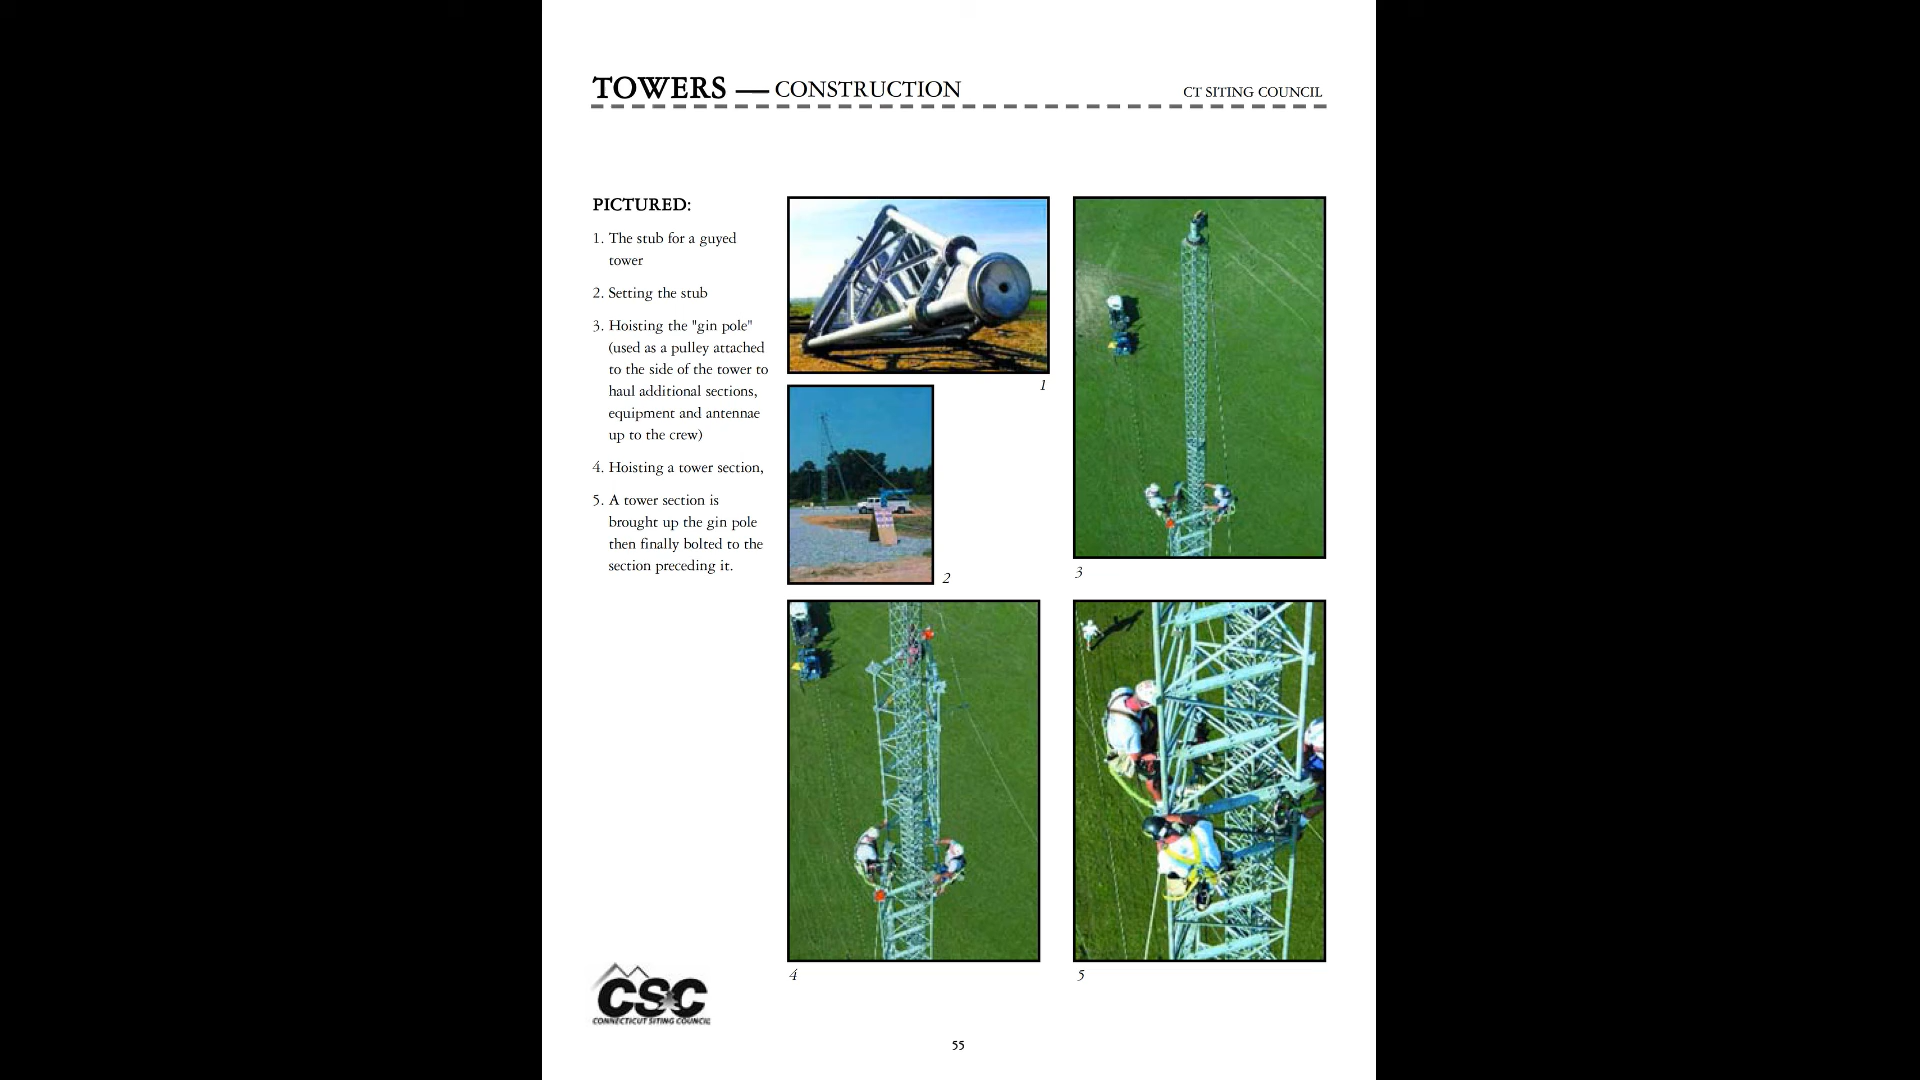 TOWERS — CONSTRUCTION
CT SITING COUNCIL
PICTURED:
1. The stub for a guyed
tower
2. Setting the stub
3. Hoisting the "gin pole"
(used as a pulley attached
to the side of the tower to
haul additional sections,
equipment and antennae
up to the crew)
4. Hoisting a tower section,
5. A tower section is
brought up the gin pole
then finally bolted to the
section preceding it.
1
2
3
4
5
CSC
CONNECTICUT SITING COUNCIL
55